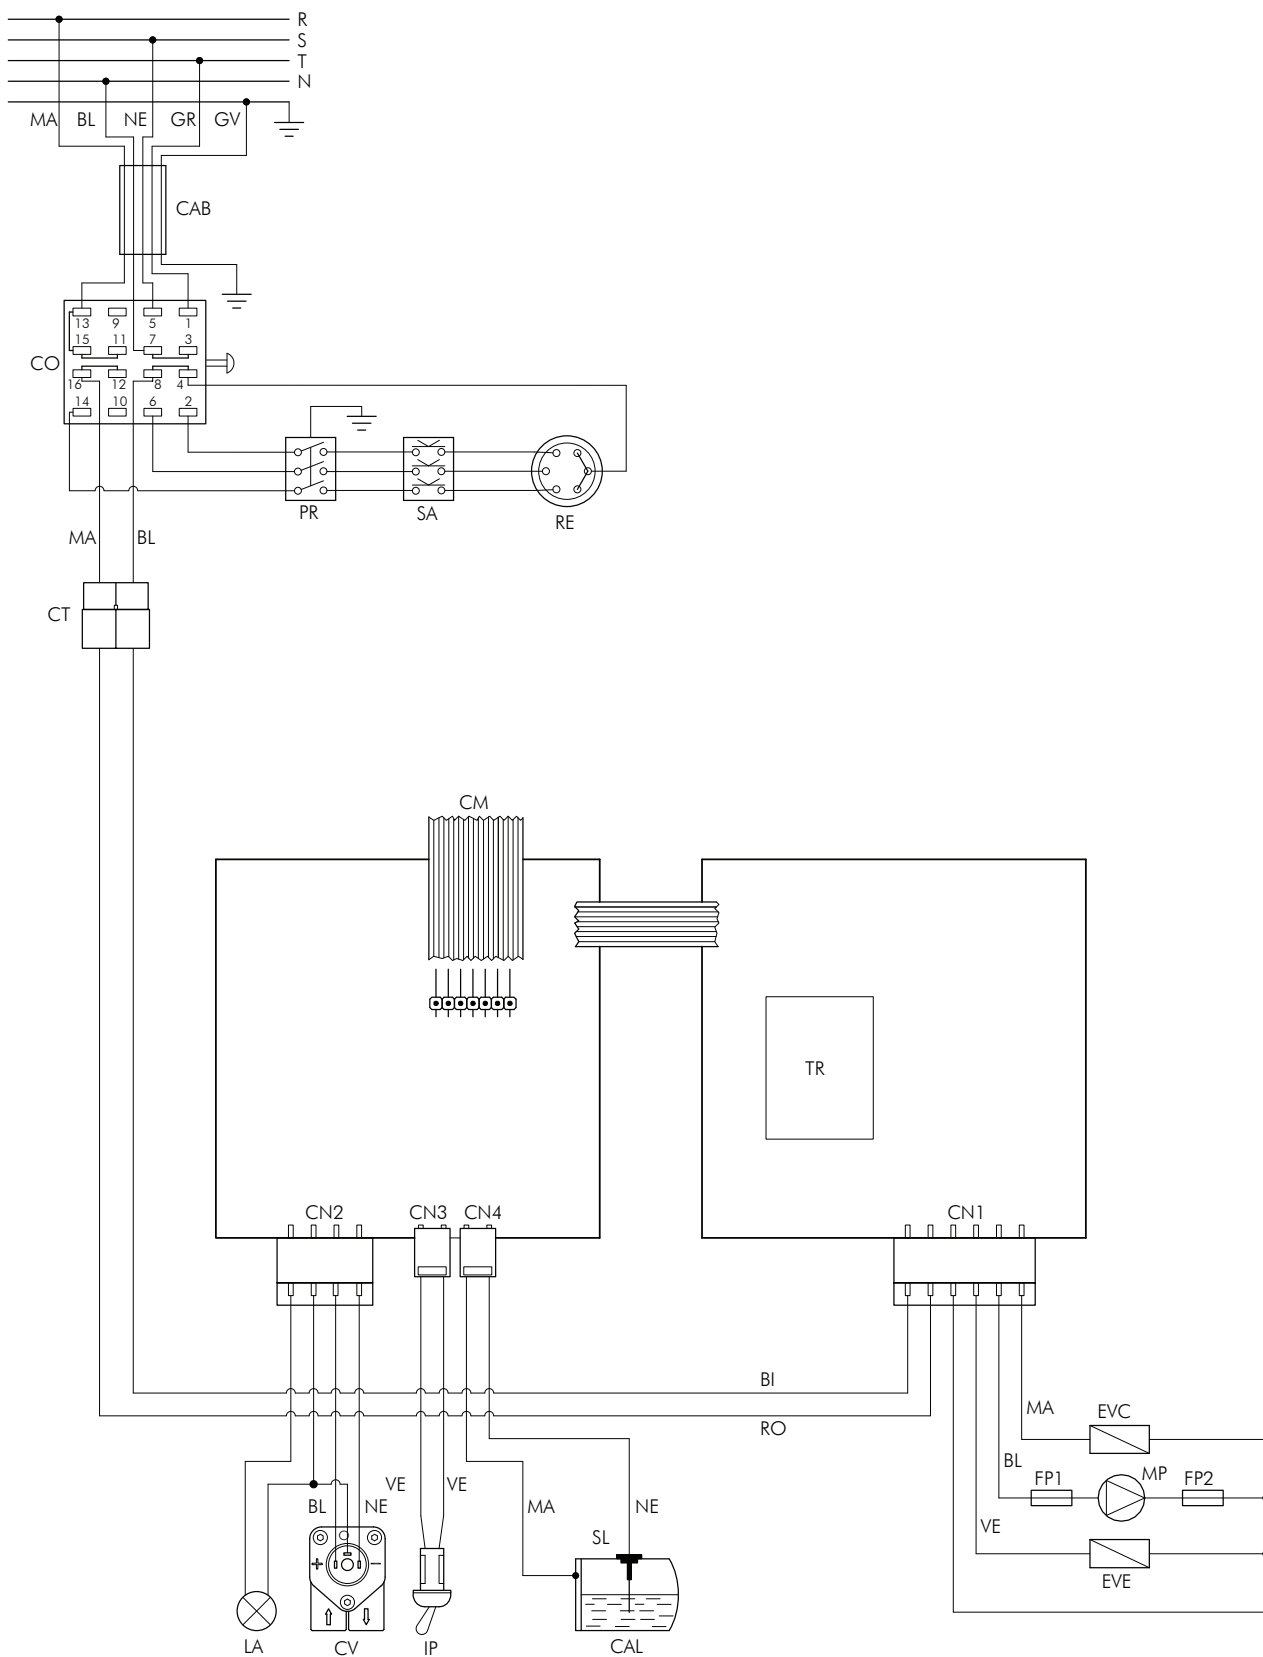 R
S
T
N
MA BL NE GR GV
CAB
13 9 5 1
15 11 7 3
CO
16 12 8 4
14 10 6 2
PR SA RE
MA BL
CT
CM
TR
CN2 CN3 CN4 CN1
BI
RO
MA EVC
BL FP1 MP FP2
VE
EVE
VE VE
BL NE MA NE
SL
+ −
LA CV IP CAL